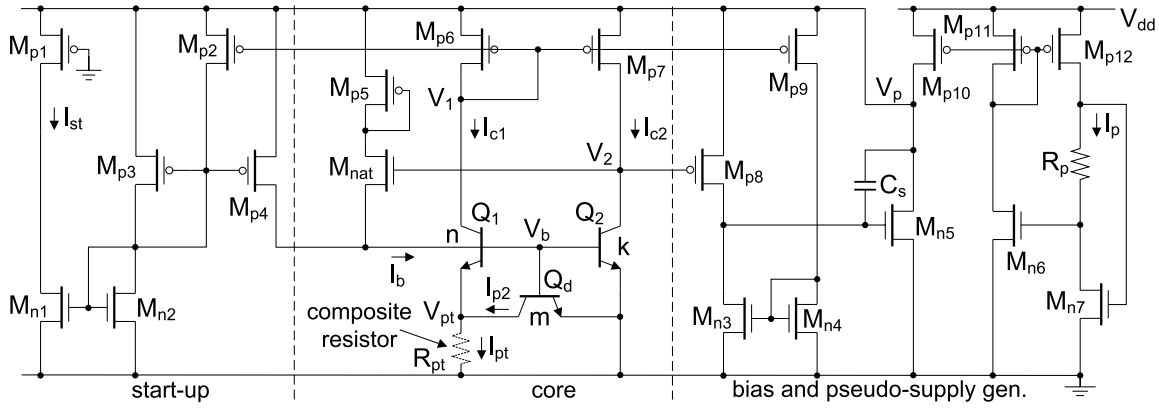 V_dd
M_p1
M_p2
M_p6
M_p7
M_p9
M_p11
M_p12
M_p10
V_p
M_p5
V_1
I_st
I_c1
I_c2
I_p
M_p3
M_p4
M_nat
V_2
M_p8
C_s
R_p
Q_1
Q_2
n
V_b
k
M_n5
M_n6
I_b
Q_d
I_p2
M_n1
M_n2
V_pt
m
M_n3
M_n4
M_n7
composite
resistor
R_pt
I_pt
start-up
core
bias and pseudo-supply gen.